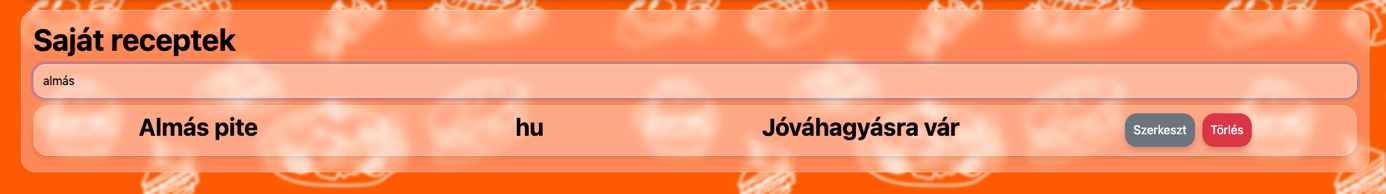 Saját receptek
almás
Almás pite hu Jóváhagyásra vár Szerkeszt Törlés